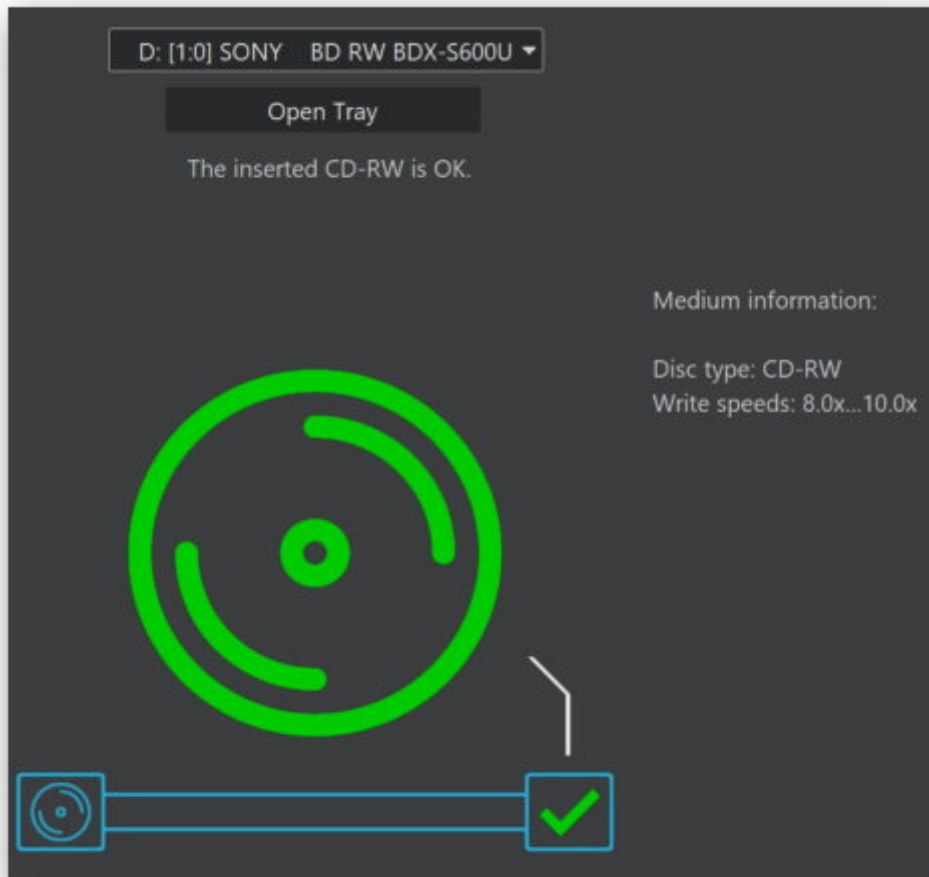 D: [1:0] SONY    BD RW BDX-S600U
Open Tray
The inserted CD-RW is OK.
Medium information:
Disc type: CD-RW
Write speeds: 8.0x...10.0x